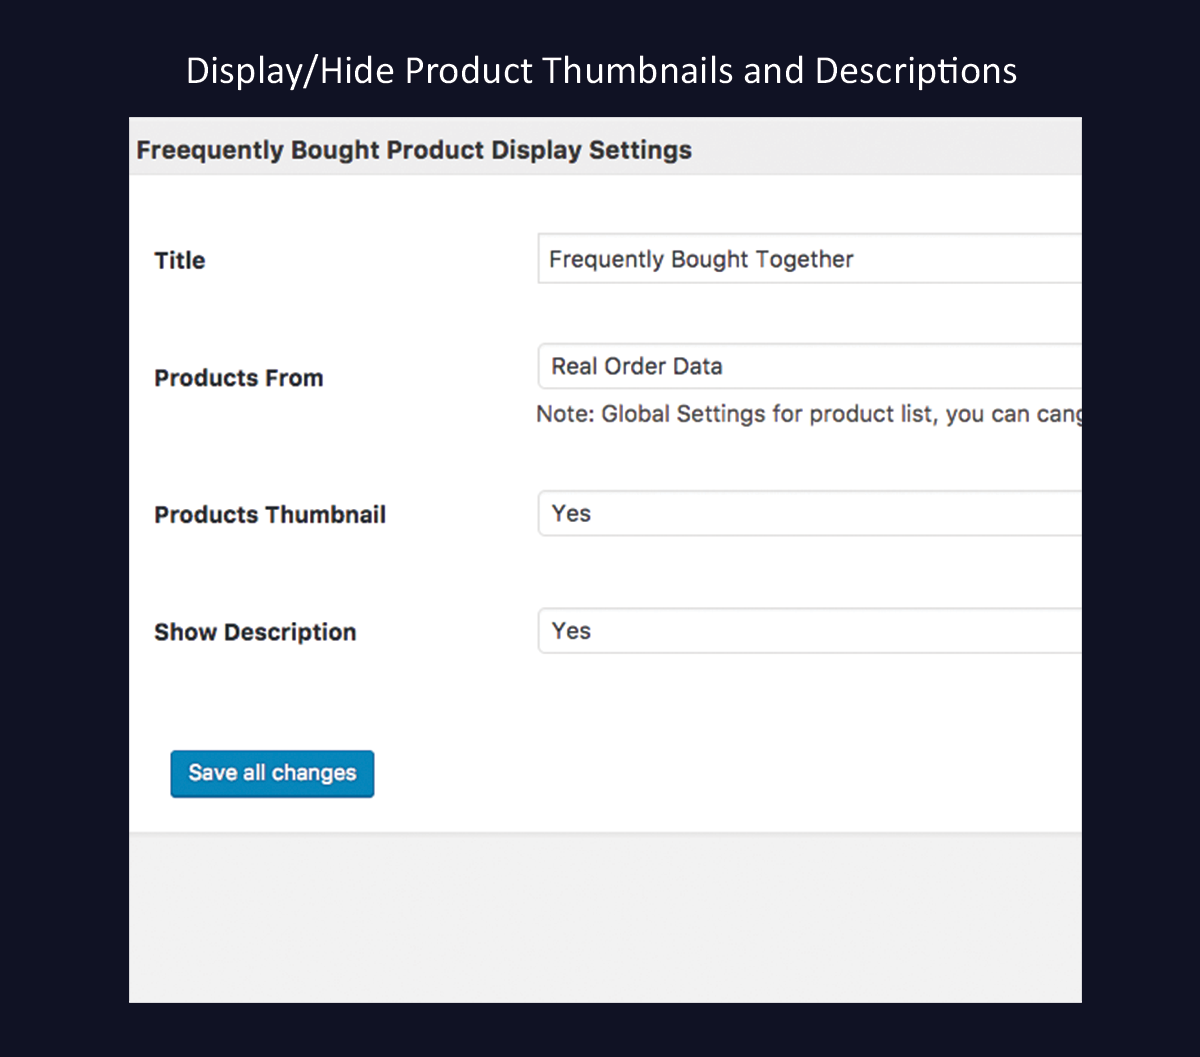 Display/Hide Product Thumbnails and Descriptions
Freequently Bought Product Display Settings
Title
Frequently Bought Together
Products From
Real Order Data
Note: Global Settings for product list, you can cang
Products Thumbnail
Yes
Show Description
Yes
Save all changes